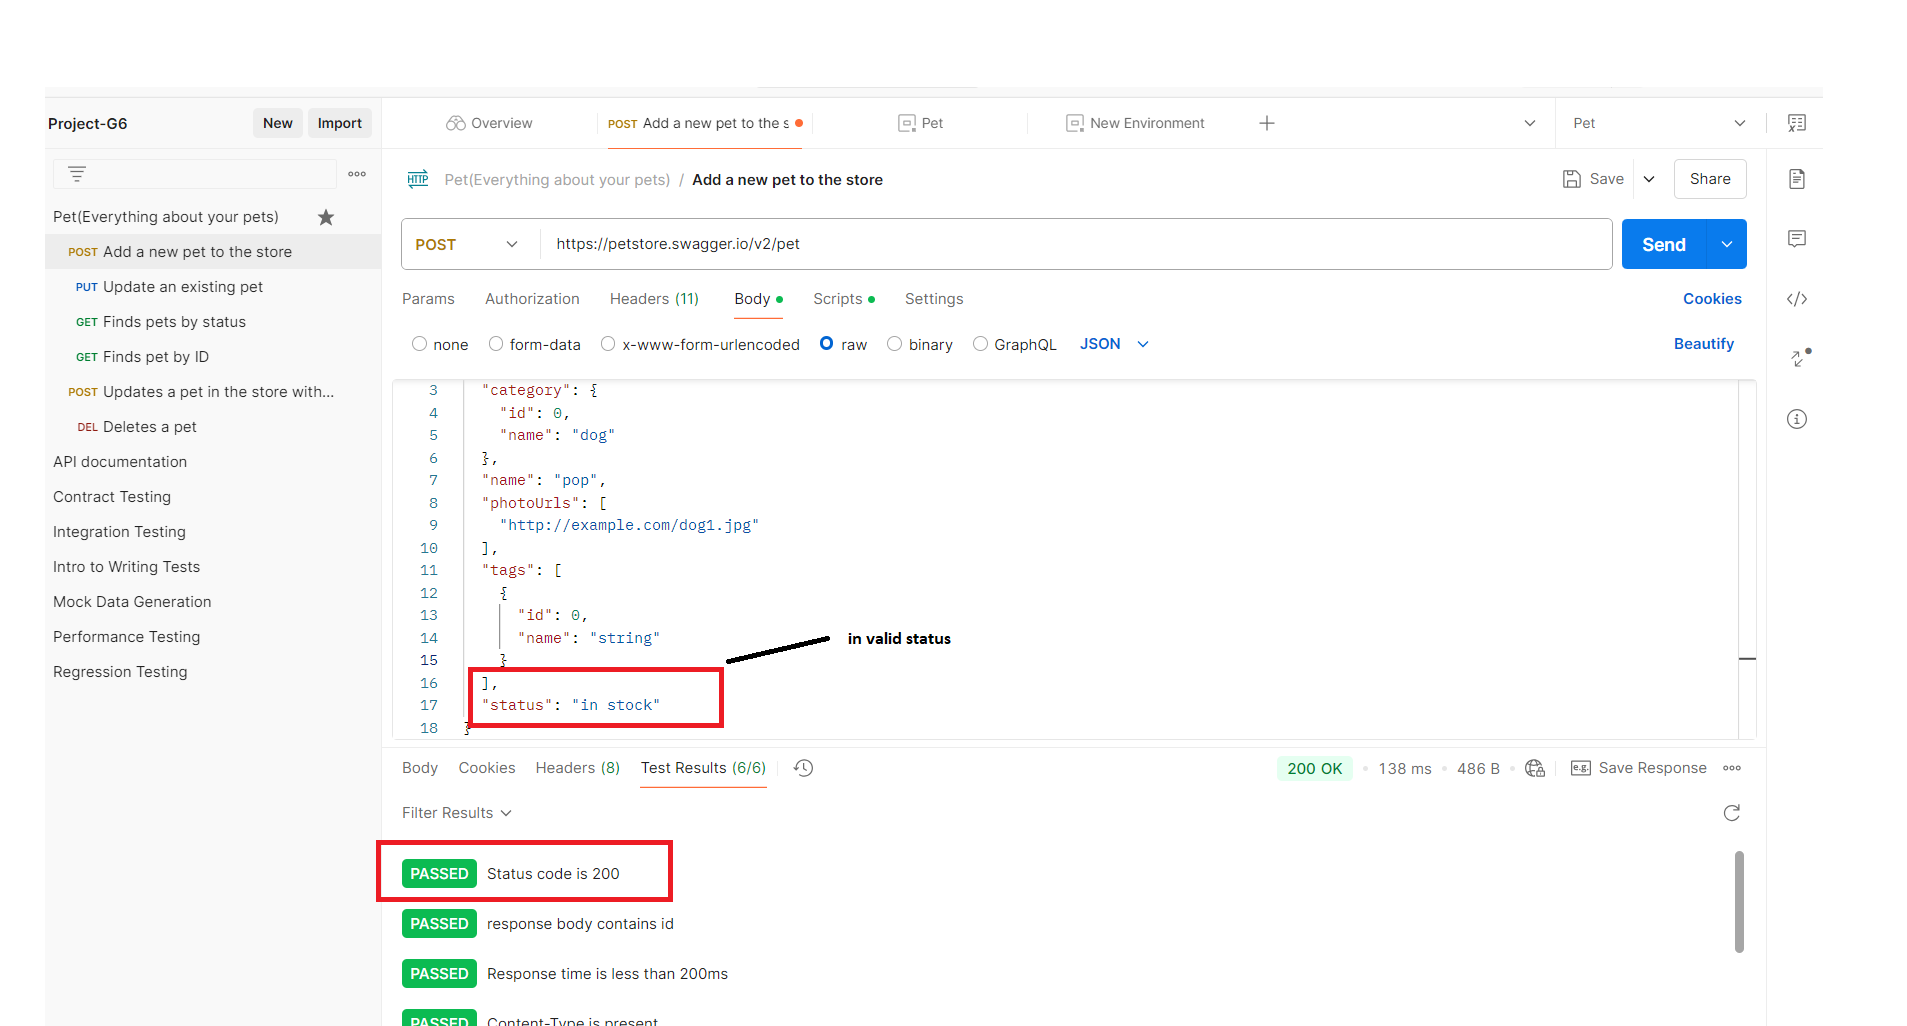 Project-G6
New
Import
Overview
POST Add a new pet to the s
Pet
New Environment
Pet
HTTP Pet(Everything about your pets) / Add a new pet to the store
Save
Share
Pet(Everything about your pets)
POST Add a new pet to the store
PUT Update an existing pet
GET Finds pets by status
GET Finds pet by ID
POST Updates a pet in the store with...
DEL Deletes a pet
API documentation
Contract Testing
Integration Testing
Intro to Writing Tests
Mock Data Generation
Performance Testing
Regression Testing
POST https://petstore.swagger.io/v2/pet
Send
Params Authorization Headers (11) Body Scripts Settings
Cookies
none form-data x-www-form-urlencoded raw binary GraphQL JSON
Beautify
3 "category": {
4 "id": 0,
5 "name": "dog"
6 },
7 "name": "pop",
8 "photoUrls": [
9 "http://example.com/dog1.jpg"
10 ],
11 "tags": [
12 {
13 "id": 0,
14 "name": "string"
15 }
16 ],
17 "status": "in stock"
18 }
in valid status
Body Cookies Headers (8) Test Results (6/6)
200 OK 138 ms 486 B
e.g. Save Response
Filter Results
PASSED Status code is 200
PASSED response body contains id
PASSED Response time is less than 200ms
PASSED Content-Type is present